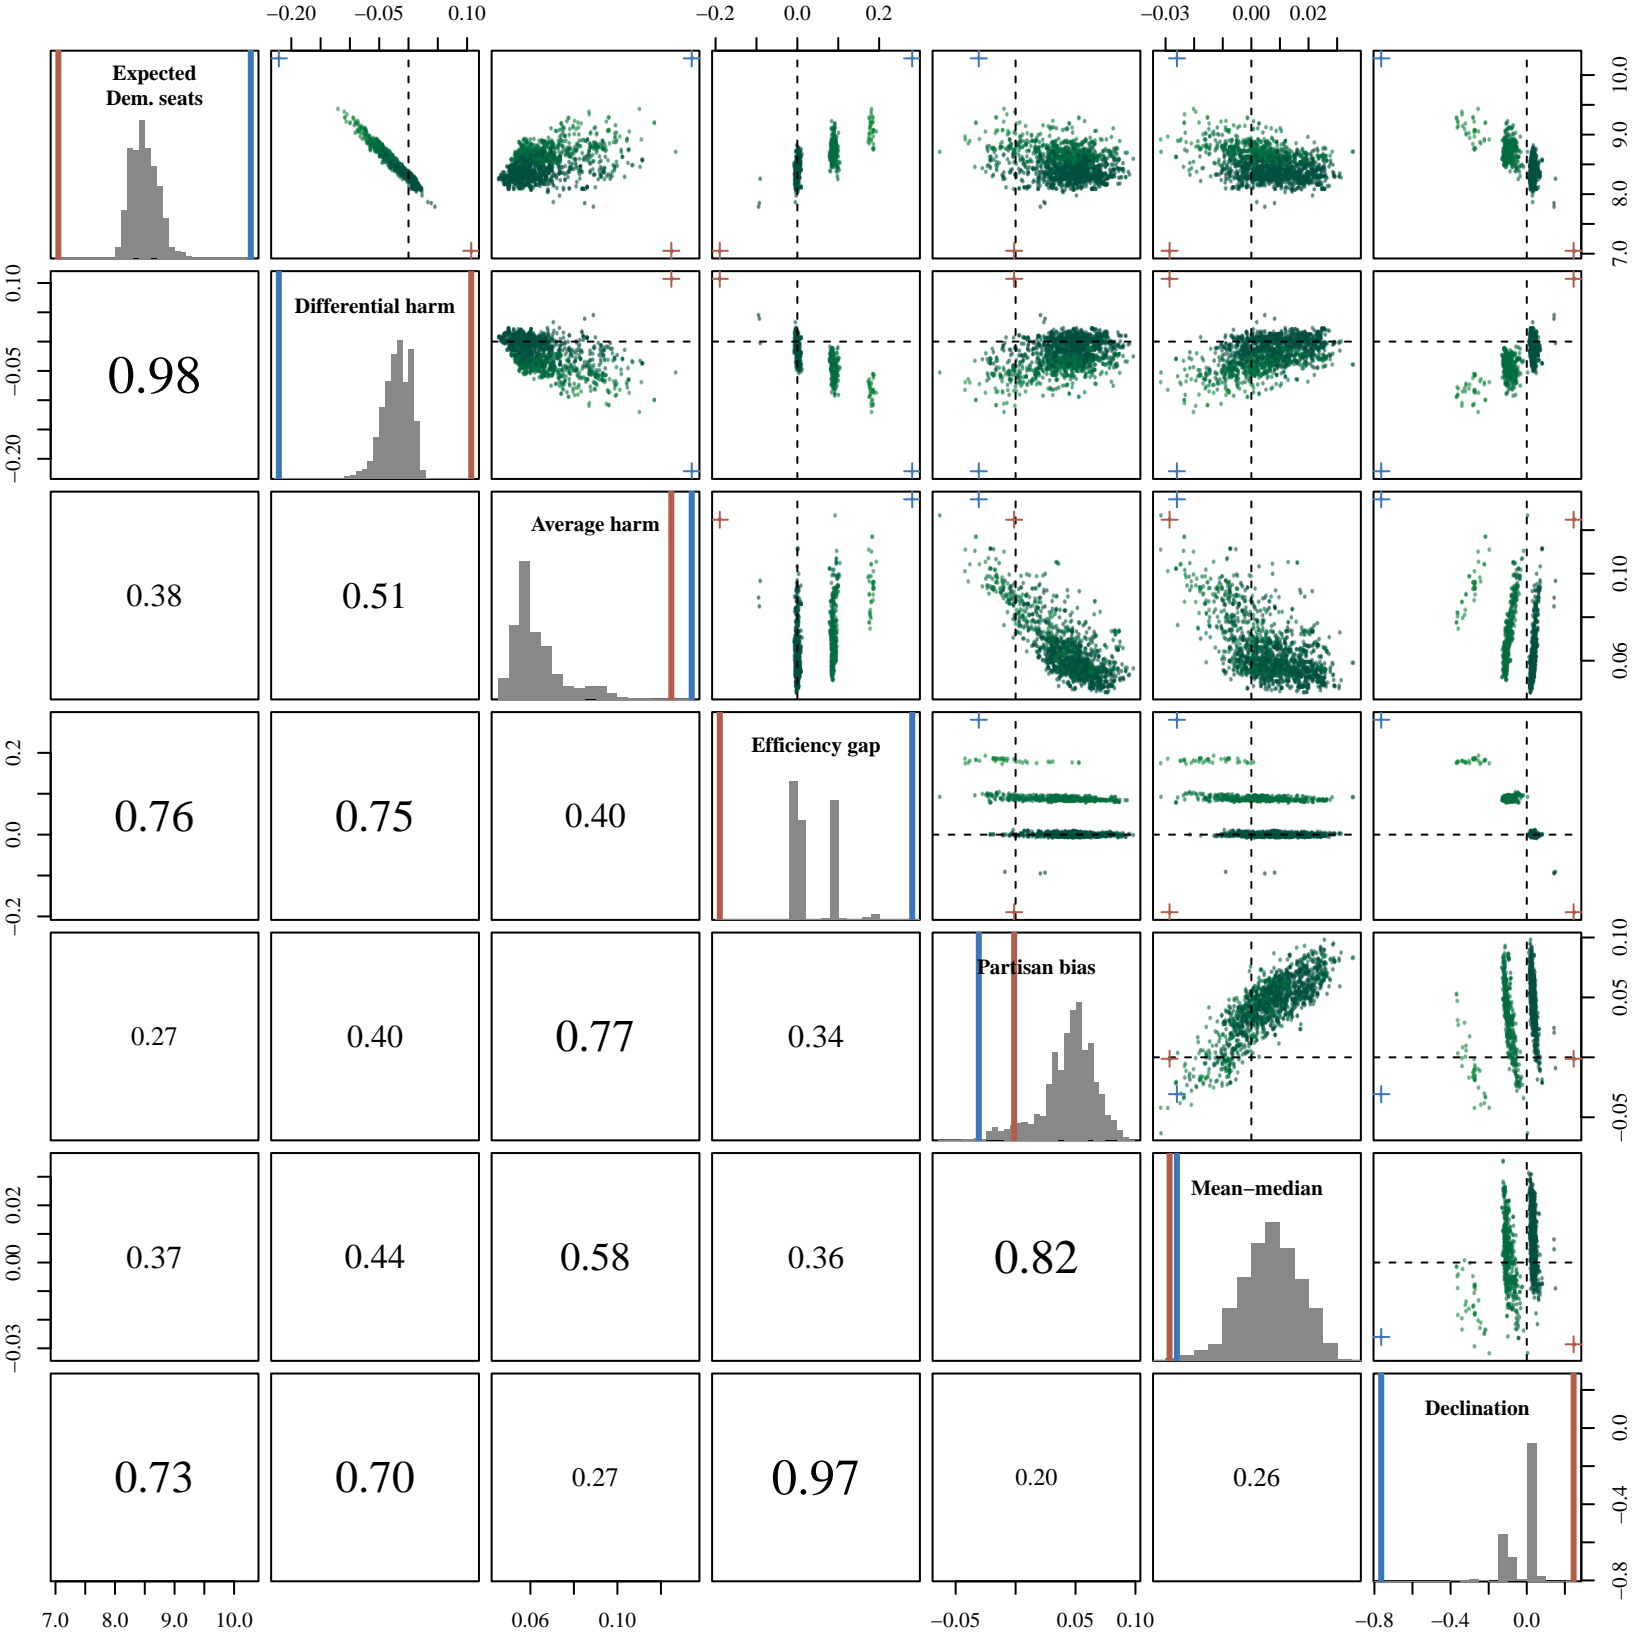 −0.20 −0.05 0.10 −0.2 0.0 0.2 −0.03 0.00 0.02
Expected
Dem. seats
7.0 8.0 9.0 10.0
0.10 −0.05 −0.20
0.98
Differential harm
0.38
0.51
Average harm
0.06 0.10
0.2 0.0 −0.2
0.76
0.75
0.40
Efficiency gap
0.27
0.40
0.77
0.34
Partisan bias
−0.05 0.05 0.10
0.02 0.00 −0.03
0.37
0.44
0.58
0.36
0.82
Mean−median
0.73
0.70
0.27
0.97
0.20
0.26
Declination
−0.8 −0.4 0.0
7.0 8.0 9.0 10.0 0.06 0.10 −0.05 0.05 0.10 −0.8 −0.4 0.0